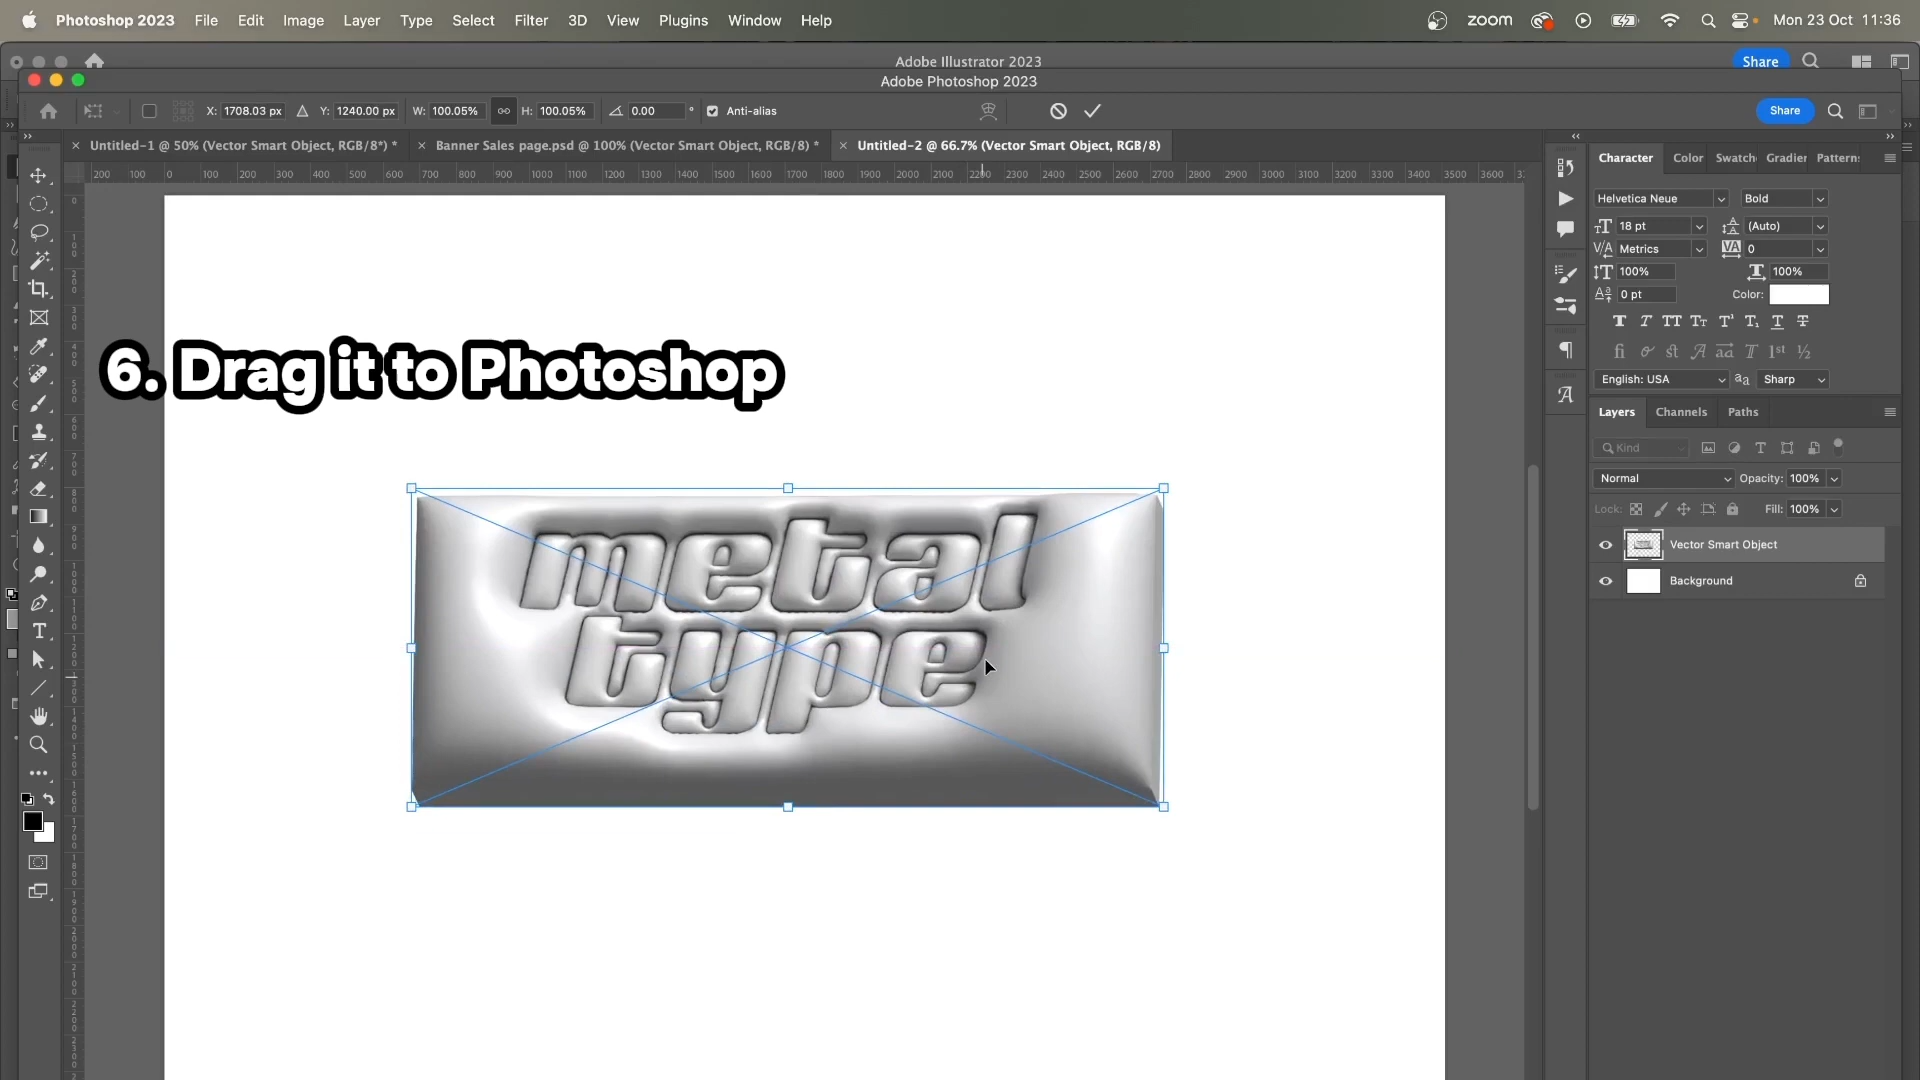 Photoshop 2023 File Edit Image Layer Type Select Filter 3D View Plugins Window Help zoom Mon 23 Oct 11:36
Adobe Illustrator 2023 Share
Adobe Photoshop 2023
X: 1708.03 px Y: 1240.00 px W: 100.05% H: 100.05% 0.00 ° Anti-alias Share
Untitled-1 @ 50% (Vector Smart Object, RGB/8*) * Banner Sales page.psd @ 100% (Vector Smart Object, RGB/8) * Untitled-2 @ 66.7% (Vector Smart Object, RGB/8)
200 100 0 100 200 300 400 500 600 700 800 900 1000 1100 1200 1300 1400 1500 1600 1700 1800 1900 2000 2100 2200 2300 2400 2500 2600 2700 2800 2900 3000 3100 3200 3300 3400 3500 3600
6. Drag it to Photoshop
metal
type
Character Color Swatch Gradier Pattern
Helvetica Neue Bold
18 pt (Auto)
Metrics 0
100% 100%
0 pt Color:
English: USA aa Sharp
Layers Channels Paths
Kind
Normal Opacity: 100%
Lock: Fill: 100%
Vector Smart Object
Background